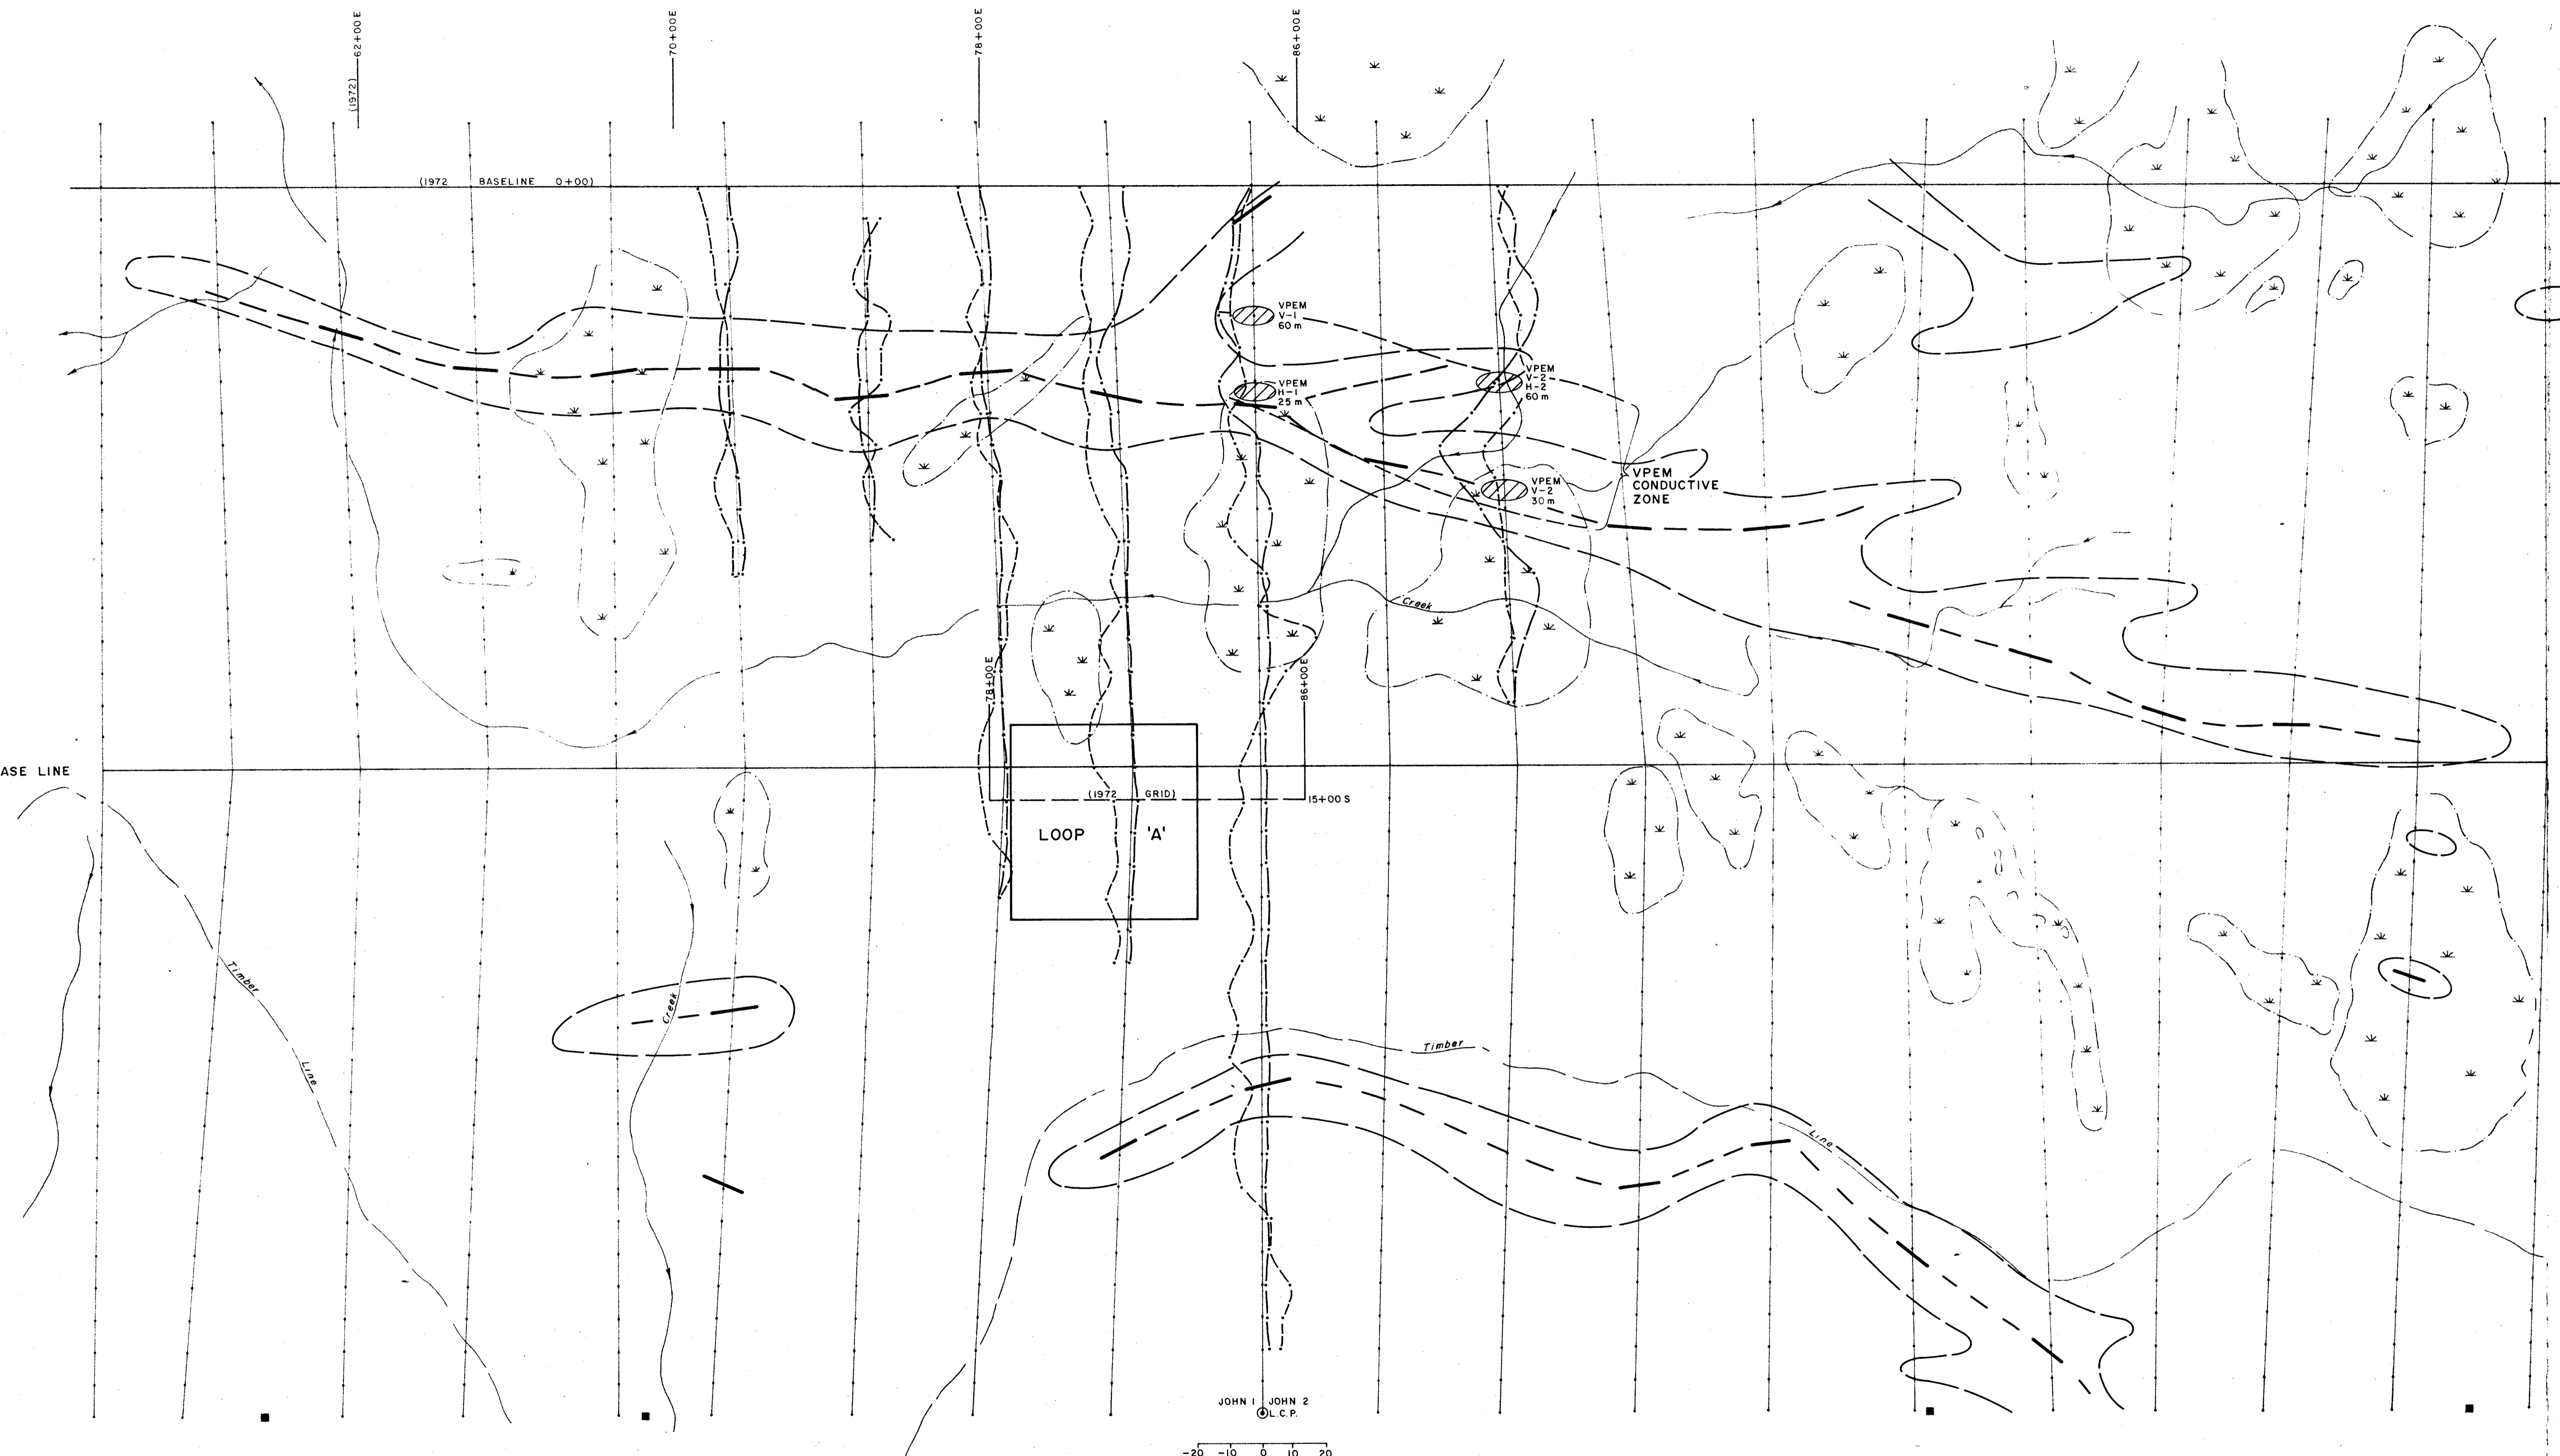 (1972)
62+00E
70+00E
78+00E
86+00E
(1972 BASELINE 0+00)
VPEM
V-1
60 m
VPEM
H-1
25 m
VPEM
V-2
H-2
60 m
VPEM
V-2
30 m
VPEM
CONDUCTIVE
ZONE
Creek
78+00E
86+00E
ASE LINE
(1972 GRID)
15+00 S
LOOP 'A'
Timber
Line
Creek
Timber
Line
JOHN 1 JOHN 2
L.C.P.
-20 -10 0 10 20